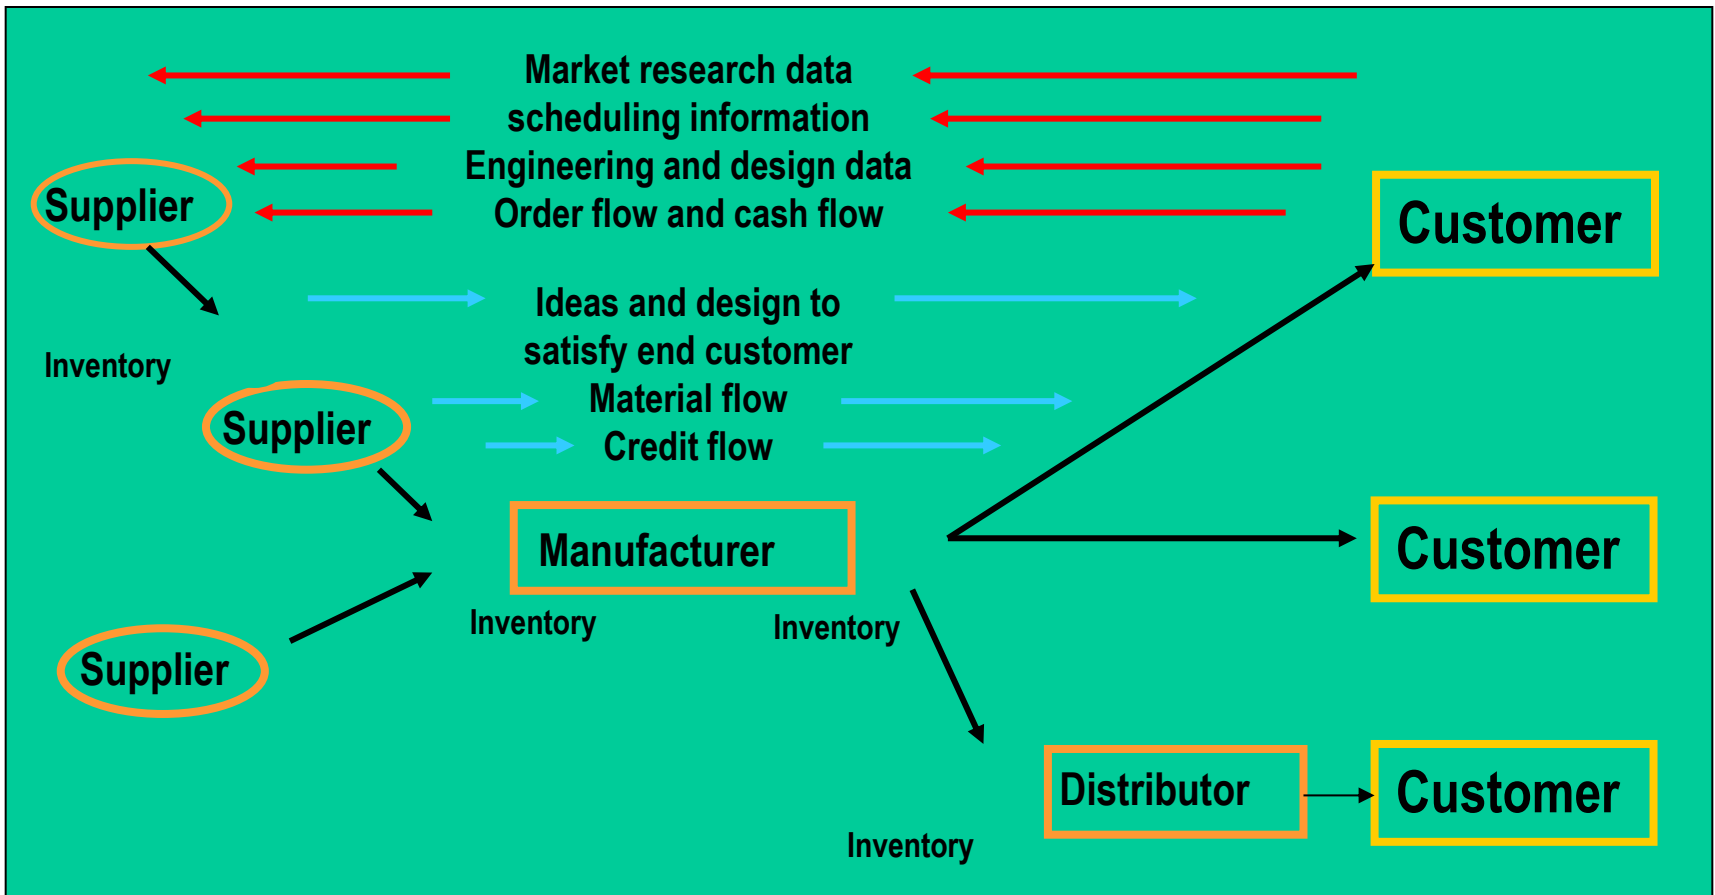 Market research data
scheduling information
Engineering and design data
Order flow and cash flow
Supplier
Customer
Ideas and design to
satisfy end customer
Material flow
Credit flow
Inventory
Supplier
Manufacturer
Customer
Inventory
Inventory
Supplier
Distributor
Customer
Inventory